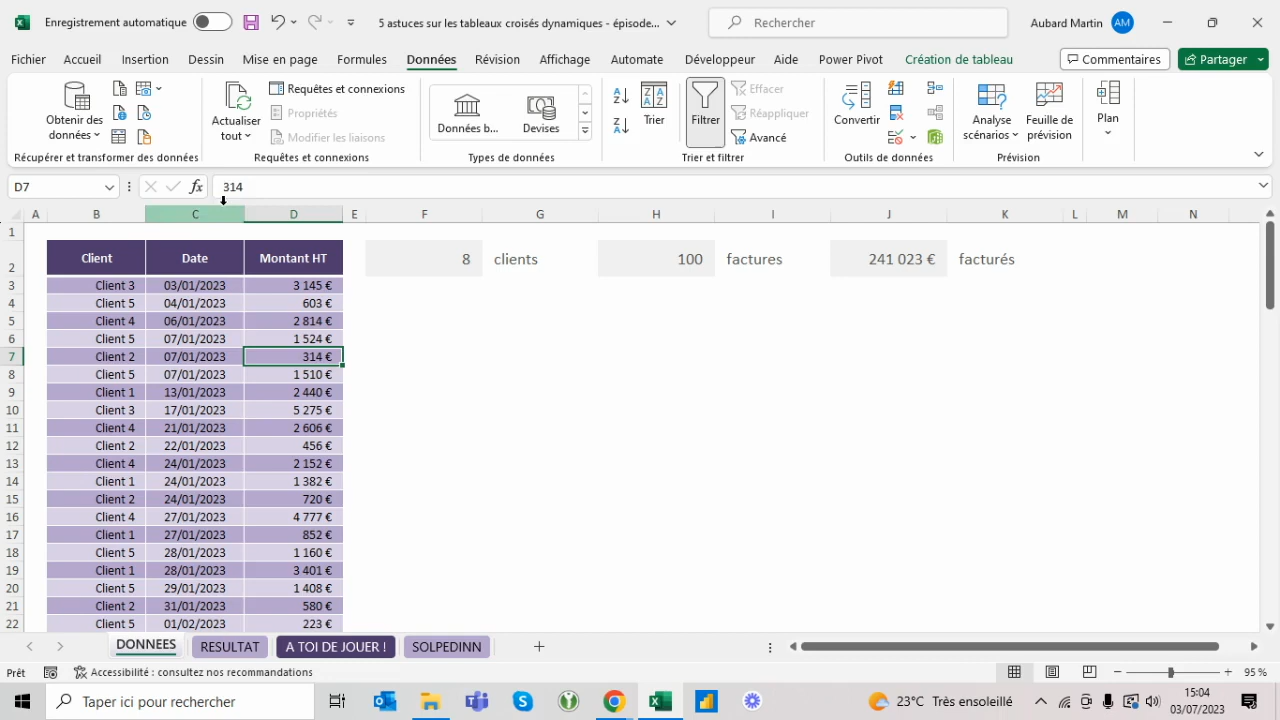 Enregistrement automatique
5 astuces sur les tableaux croisés dynamiques - épisode...
Rechercher
Aubard Martin
AM
Fichier Accueil Insertion Dessin Mise en page Formules Données Révision Affichage Automate Développeur Aide Power Pivot Création de tableau
Commentaires
Partager
Obtenir des
données
Récupérer et transformer des données
Actualiser
tout
Requêtes et connexions
Propriétés
Modifier les liaisons
Requêtes et connexions
Données b...
Devises
Types de données
Trier
Filtrer
Effacer
Réappliquer
Avancé
Trier et filtrer
Convertir
Outils de données
Analyse
scénarios
Feuille de
prévision
Prévision
Plan
D7
fx
314
A B C D E F G H I J K L M N
1
2 Client Date Montant HT 8 clients 100 factures 241 023 € facturés
3 Client 3 03/01/2023 3 145 €
4 Client 5 04/01/2023 603 €
5 Client 4 06/01/2023 2 814 €
6 Client 5 07/01/2023 1 524 €
7 Client 2 07/01/2023 314 €
8 Client 5 07/01/2023 1 510 €
9 Client 1 13/01/2023 2 440 €
10 Client 3 17/01/2023 5 275 €
11 Client 4 21/01/2023 2 606 €
12 Client 2 22/01/2023 456 €
13 Client 4 24/01/2023 2 152 €
14 Client 1 24/01/2023 1 382 €
15 Client 2 24/01/2023 720 €
16 Client 4 27/01/2023 4 777 €
17 Client 1 27/01/2023 852 €
18 Client 5 28/01/2023 1 160 €
19 Client 1 28/01/2023 3 401 €
20 Client 5 29/01/2023 1 408 €
21 Client 2 31/01/2023 580 €
22 Client 5 01/02/2023 223 €
DONNEES RESULTAT A TOI DE JOUER ! SOLPEDINN
Prêt
Accessibilité : consultez nos recommandations
95 %
Taper ici pour rechercher
23°C Très ensoleillé
15:04
03/07/2023